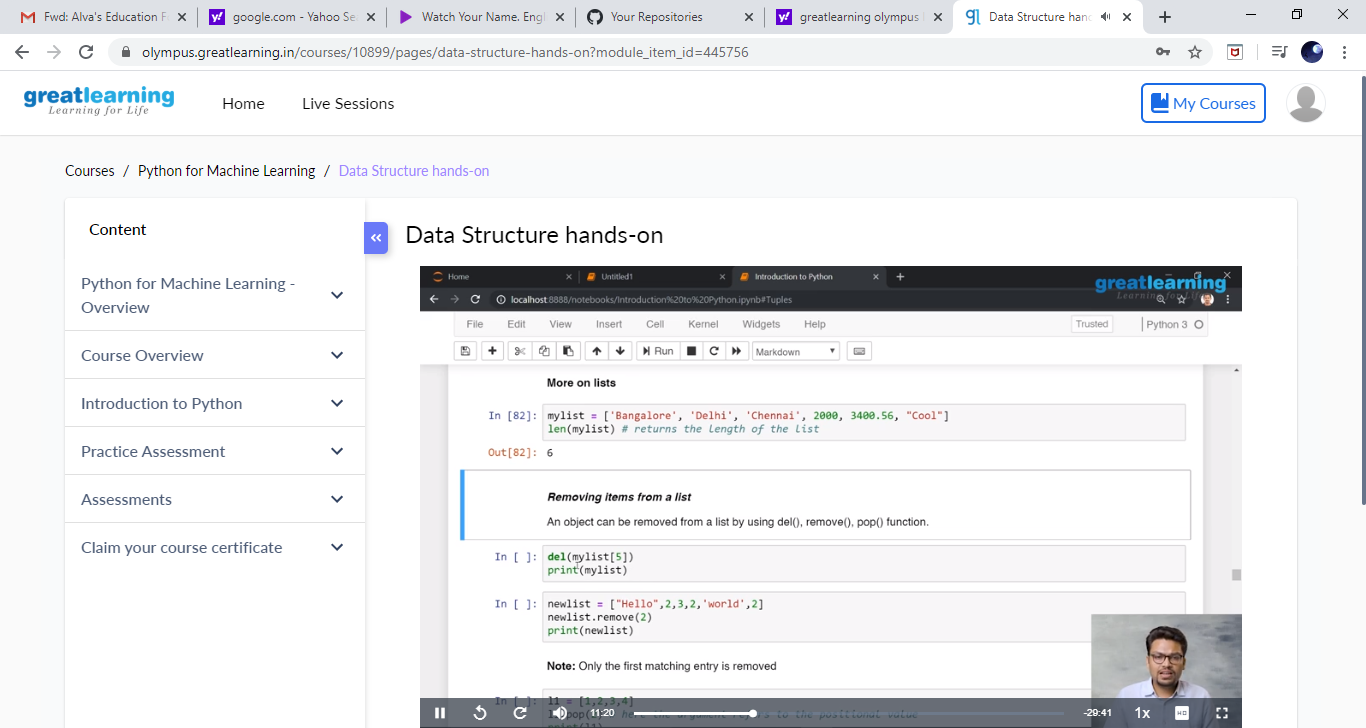 Fwd: Alva's Education F
google.com - Yahoo Se
Watch Your Name. Engl
Your Repositories
greatlearning olympus
Data Structure hand
olympus.greatlearning.in/courses/10899/pages/data-structure-hands-on?module_item_id=445756
greatlearning
Learning for Life
Home
Live Sessions
My Courses
Courses / Python for Machine Learning / Data Structure hands-on
Content
Python for Machine Learning -
Overview
Course Overview
Introduction to Python
Practice Assessment
Assessments
Claim your course certificate
Data Structure hands-on
Home
Untitled1
Introduction to Python
greatlearning
Learning for Life
localhost:8888/notebooks/Introduction%20to%20Python.ipynb#Tuples
File Edit View Insert Cell Kernel Widgets Help
Trusted
Python 3
Run
Markdown
More on lists
In [82]: mylist = ['Bangalore', 'Delhi', 'Chennai', 2000, 3400.56, "Cool"]
len(mylist) # returns the length of the list
Out[82]: 6
Removing items from a list
An object can be removed from a list by using del(), remove(), pop() function.
In [ ]: del(mylist[5])
print(mylist)
In [ ]: newlist = ["Hello",2,3,2,'world',2]
newlist.remove(2)
print(newlist)
Note: Only the first matching entry is removed
In [ ]: l1 = [1,2,3,4]
here the argument refers to the positional value
11:20
-29:41
1x
HD